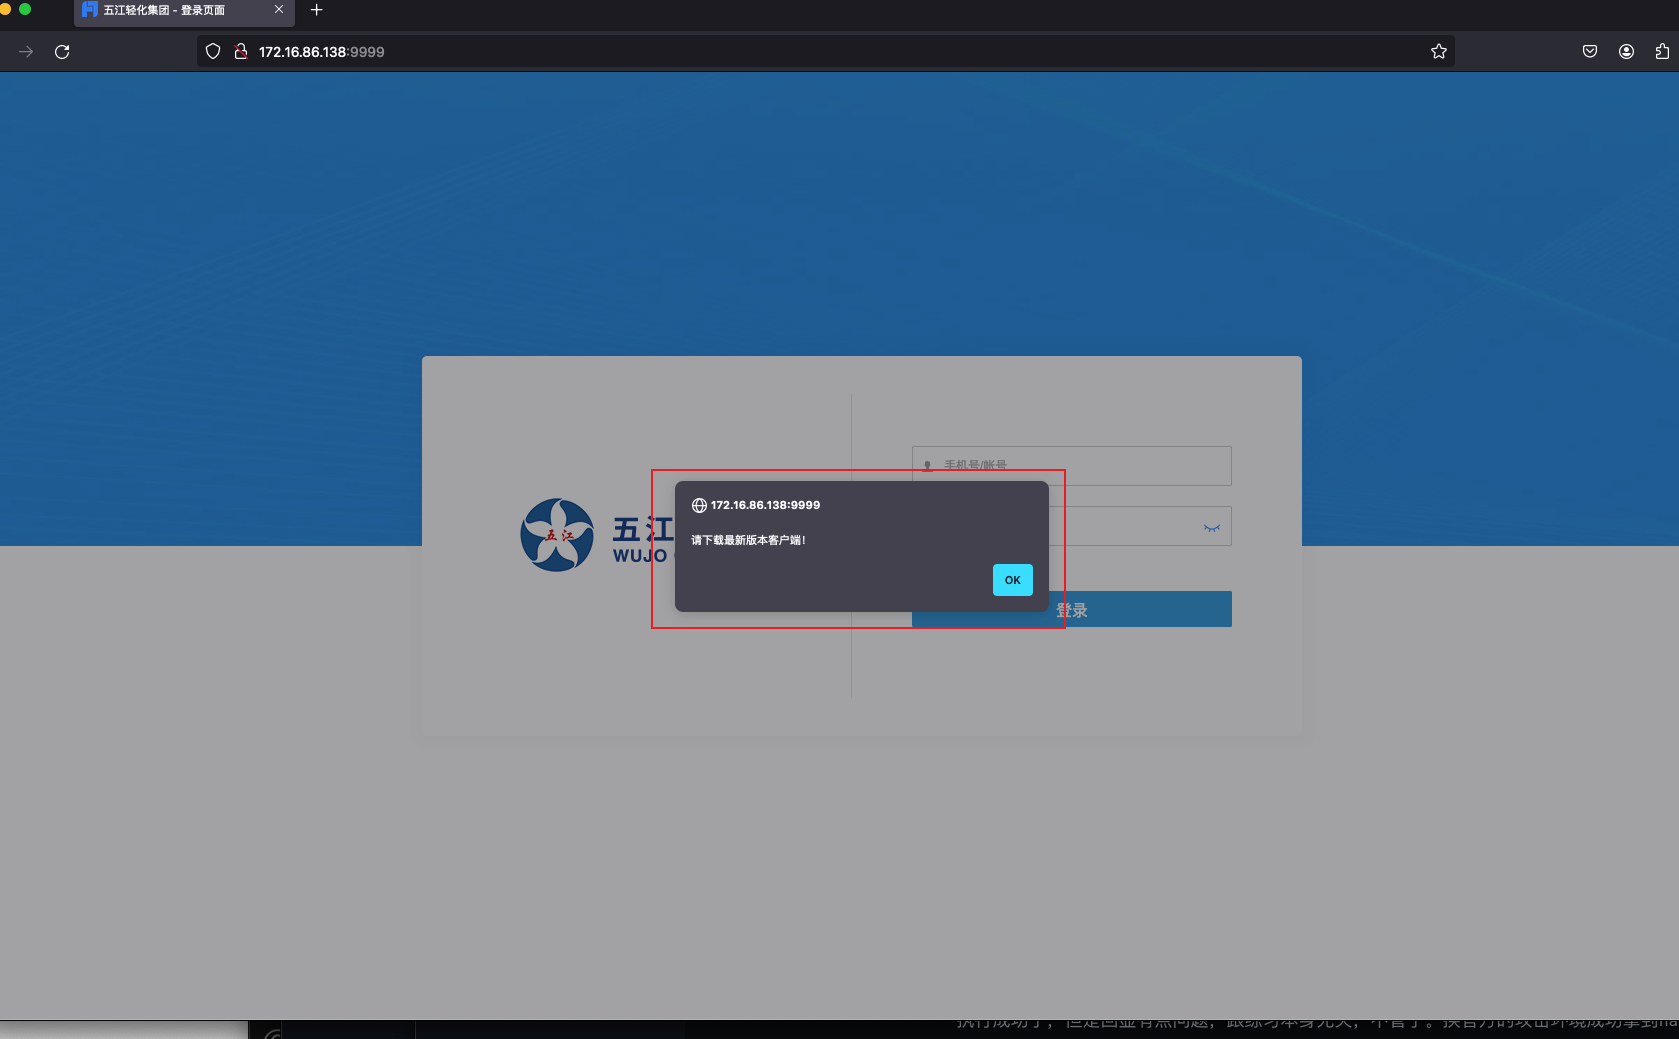 五江轻化集团 - 登录页面
172.16.86.138:9999
手机号/帐号
172.16.86.138:9999
请下载最新版本客户端！
OK
五江
五江
WUJO
登录